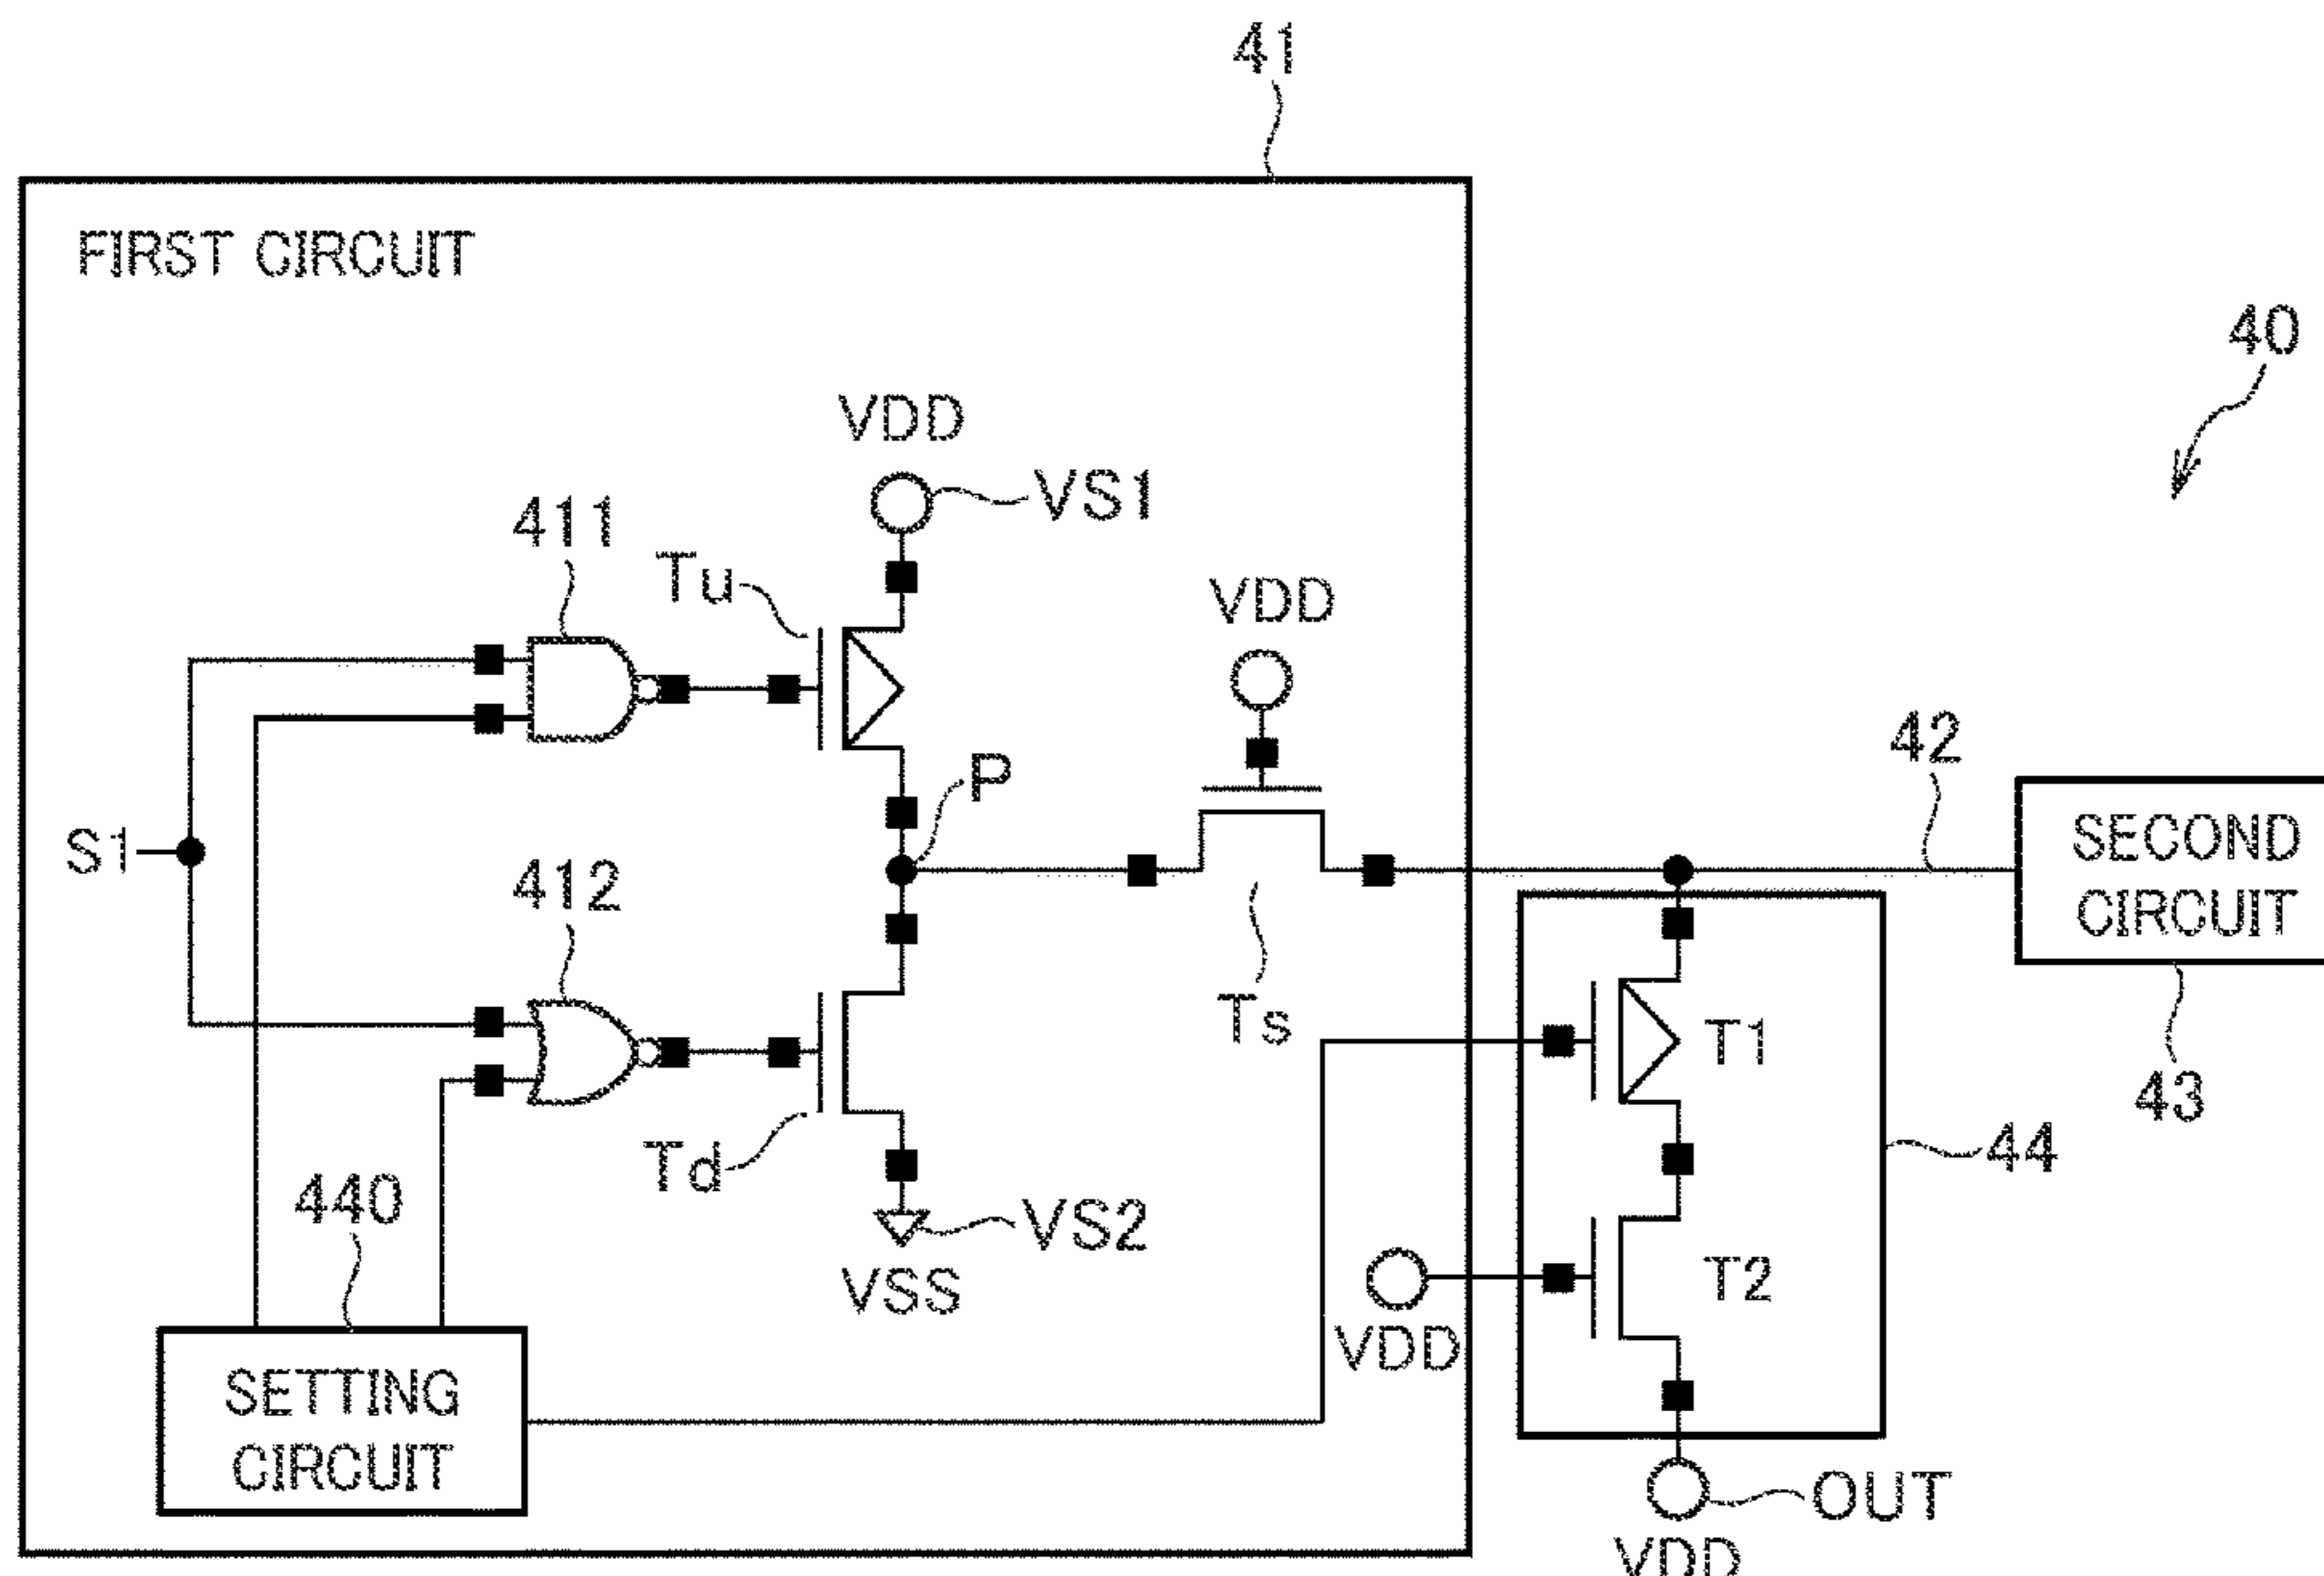 41
FIRST CIRCUIT
40
VDD
VS1
411
Tu
VDD
P
42
S1
412
SECOND
CIRCUIT
Ts
T1
43
Td
44
440
VS2
VSS
T2
VDD
SETTING
CIRCUIT
OUT
VDD